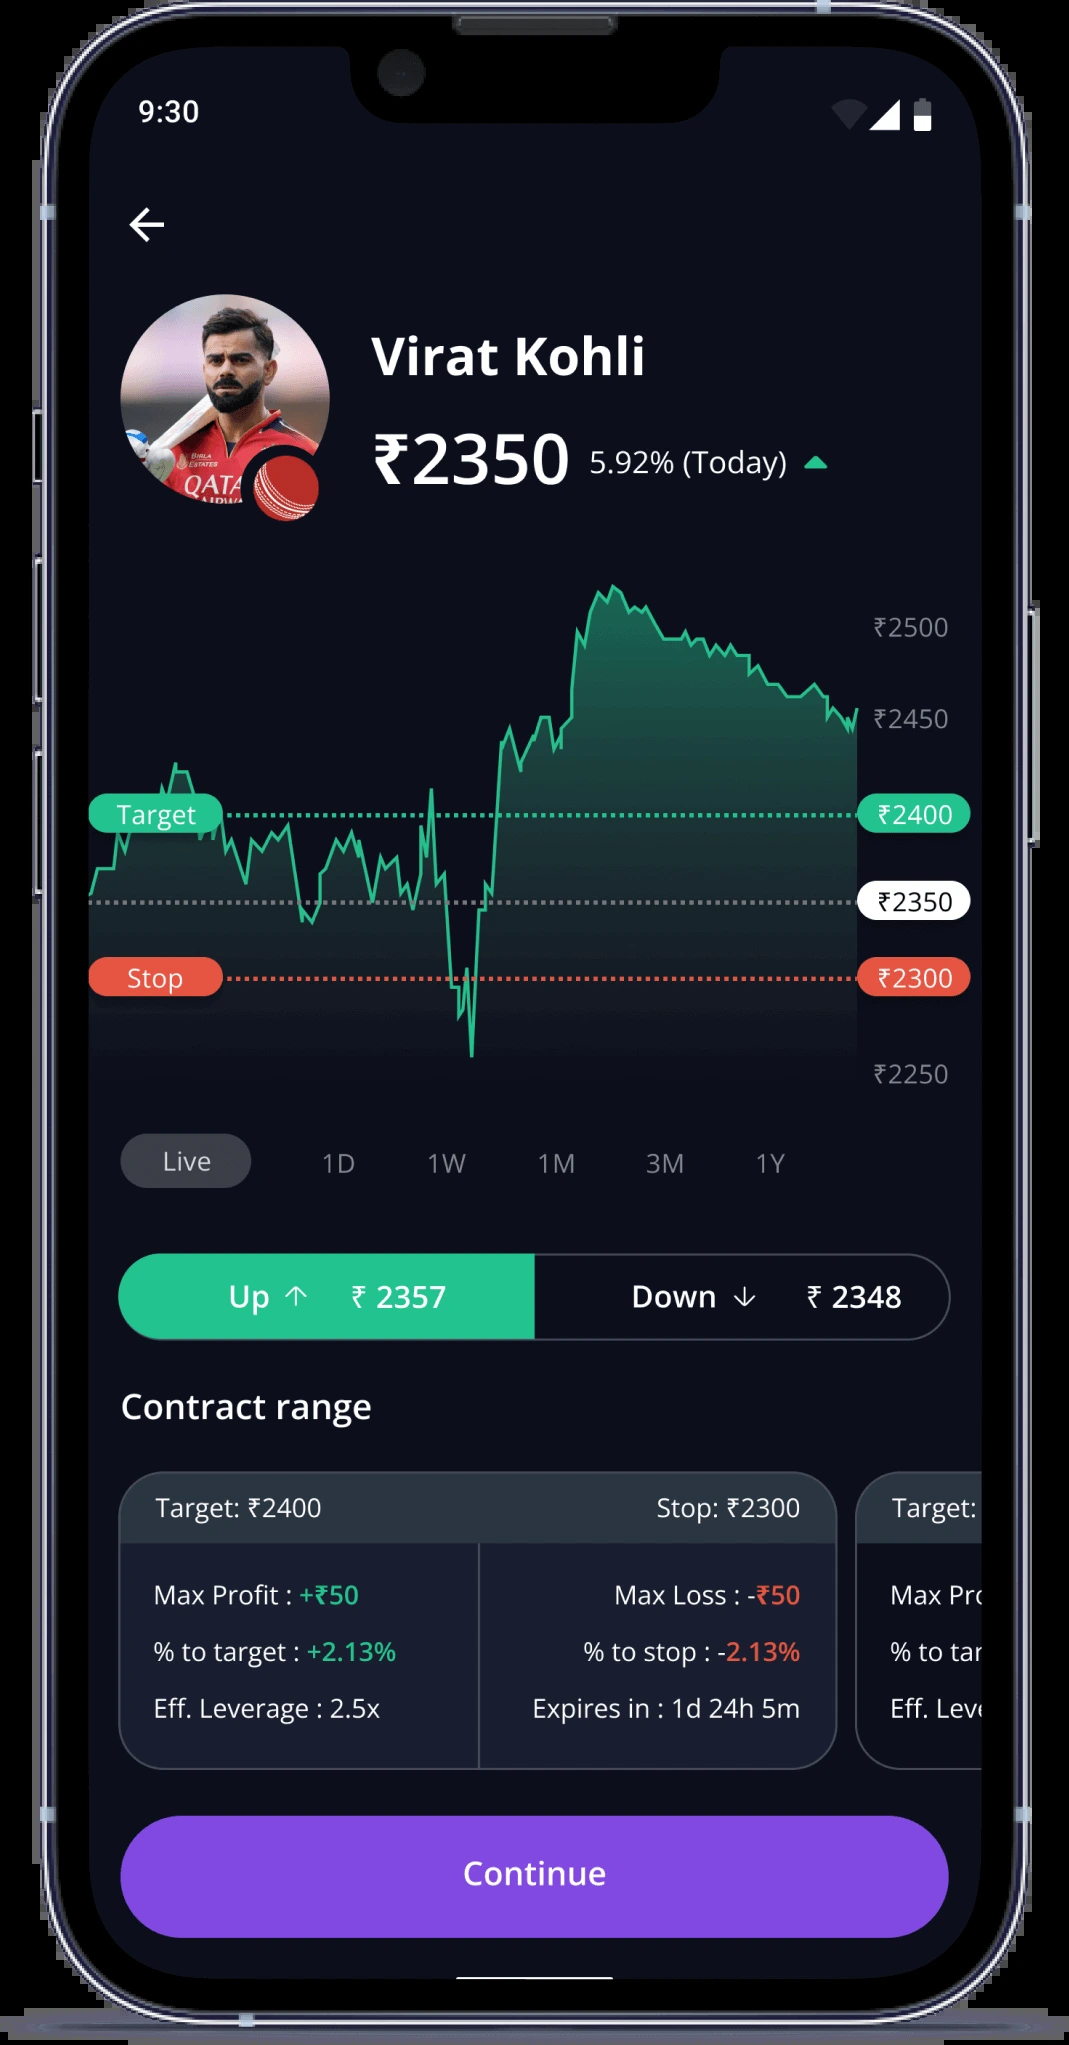 9:30
Virat Kohli
₹2350 5.92% (Today)
BIRLA
ESTATES
QATA
₹2500
₹2450
Target ₹2400
₹2350
Stop ₹2300
₹2250
Live 1D 1W 1M 3M 1Y
Up ↑ ₹ 2357 Down ↓ ₹ 2348
Contract range
Target: ₹2400 Stop: ₹2300 Target:
Max Profit : +₹50 Max Loss : -₹50 Max Pro
% to target : +2.13% % to stop : -2.13% % to tar
Eff. Leverage : 2.5x Expires in : 1d 24h 5m Eff. Leve
Continue